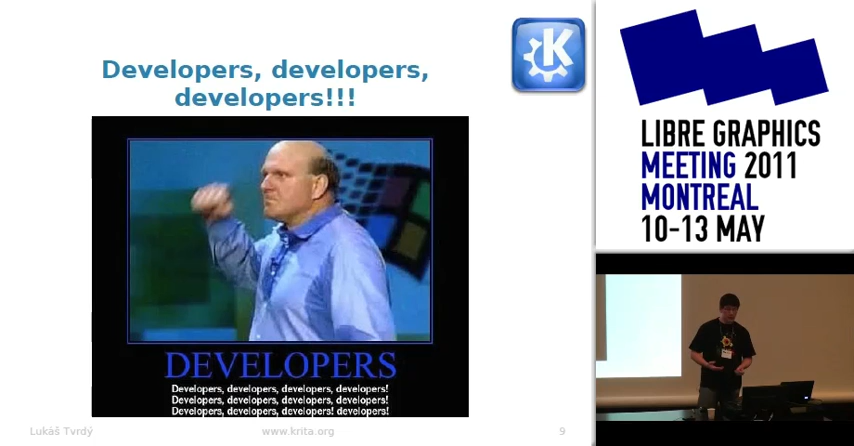 Developers, developers,
developers!!!
K
DEVELOPERS
Developers, developers, developers, developers!
Developers, developers, developers, developers!
Developers, developers, developers! developers!
Lukáš Tvrdý
www.krita.org
9
LIBRE GRAPHICS
MEETING 2011
MONTREAL
10-13 MAY